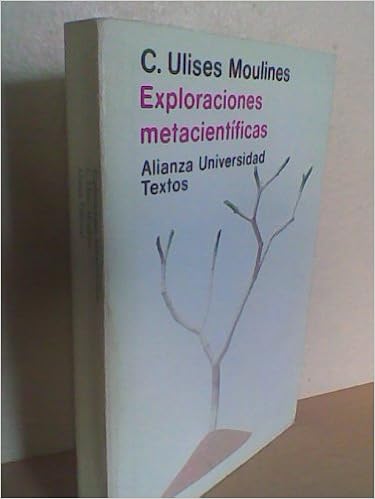 C. Ulises Moulines
Exploraciones
metacientíficas
Alianza Universidad
Textos